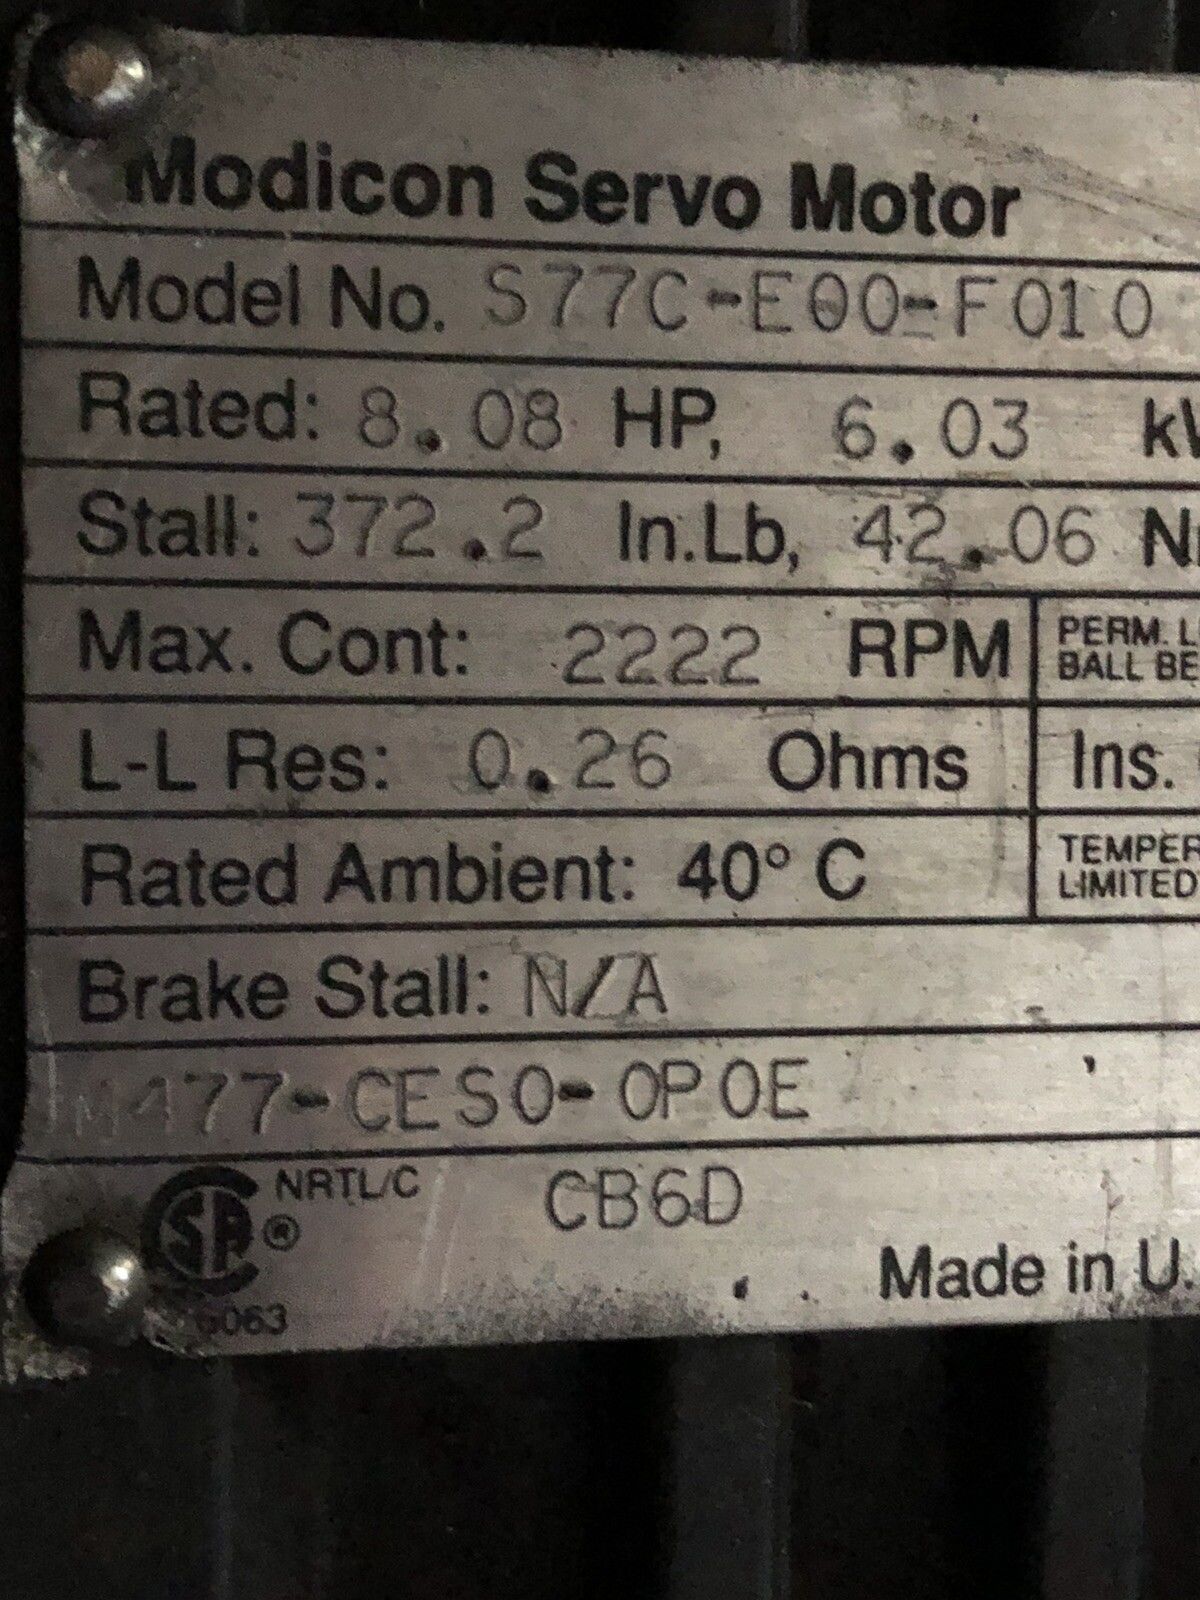 Modicon Servo Motor
Model No. S77C-E00-F010
Rated: 8.08 HP, 6.03 kW
Stall: 372.2 In.Lb, 42.06 N
Max. Cont: 2222 RPM
PERM. L
BALL BE
L-L Res: 0.26 Ohms
Ins.
Rated Ambient: 40° C
TEMPER
LIMITED
Brake Stall: N/A
M477-CES0-0P0E
SA ® NRTL/C CB6D
Made in U.